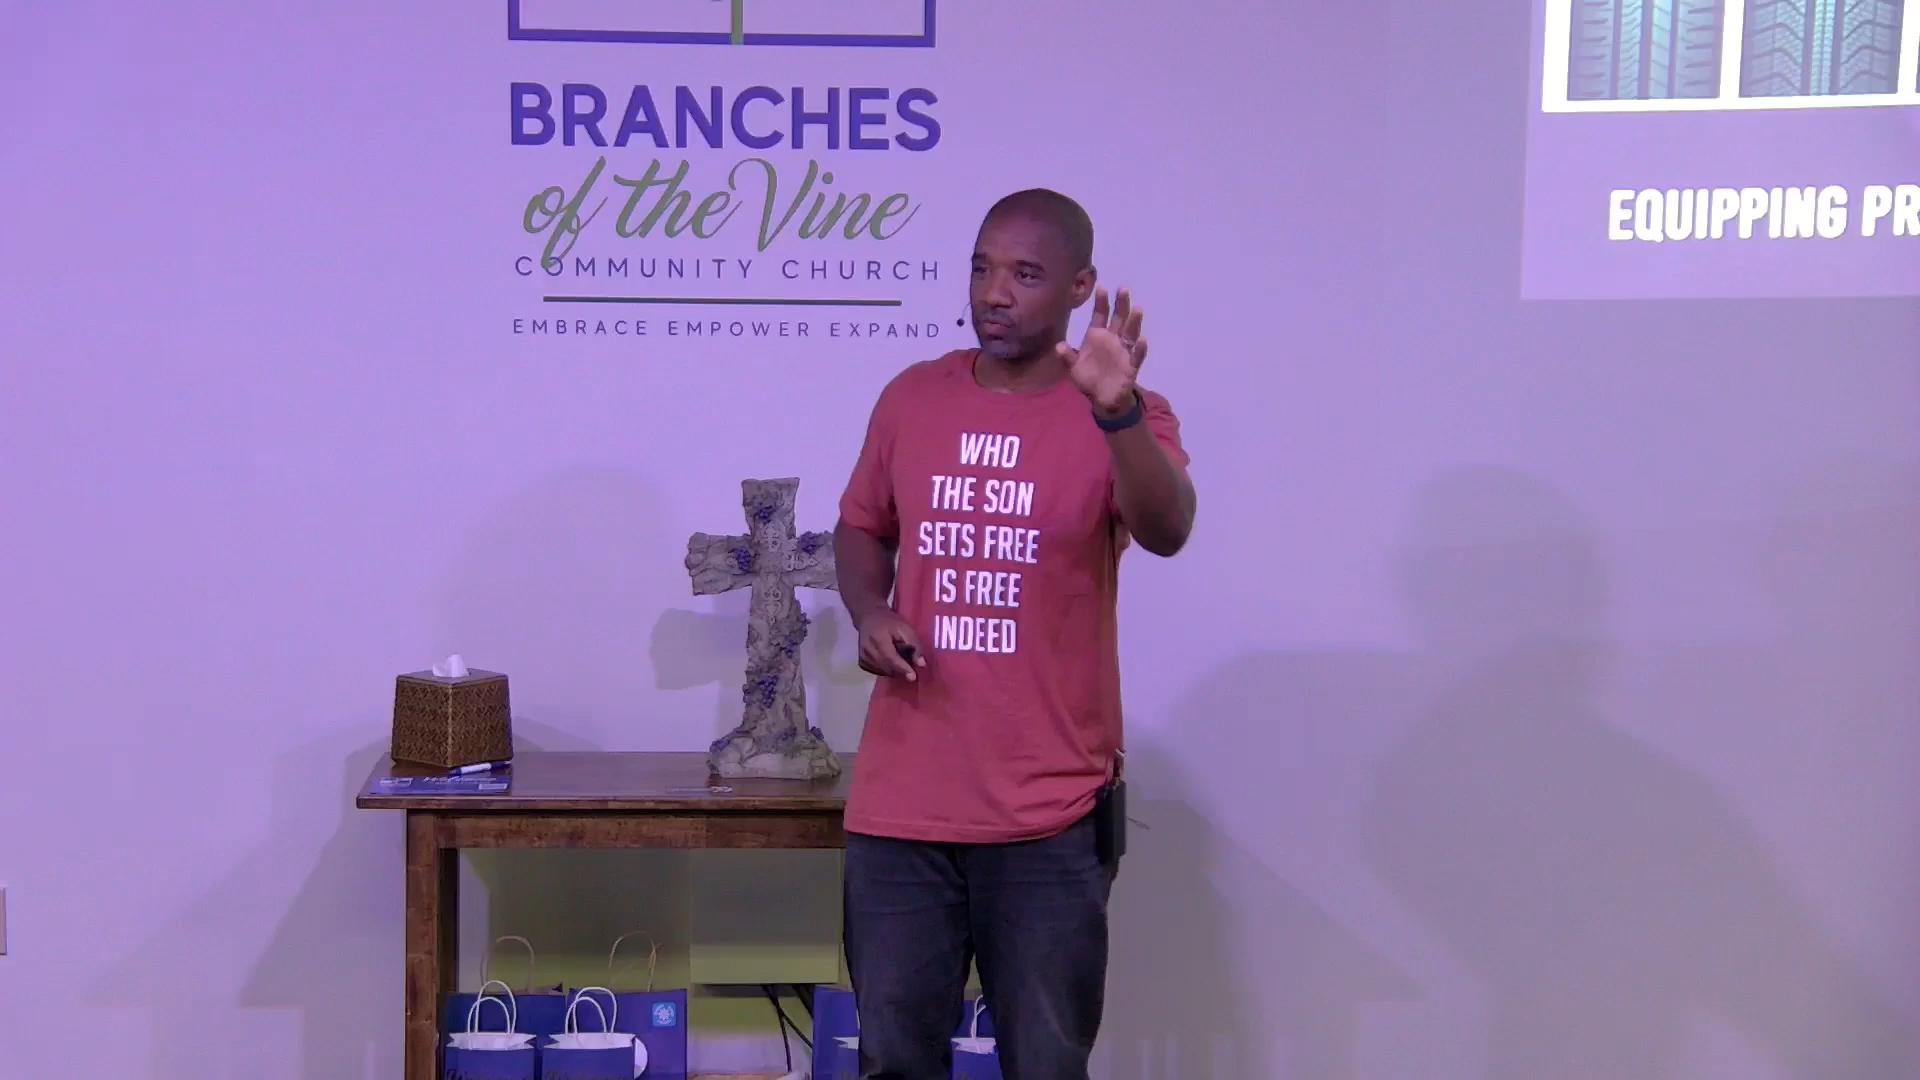 BRANCHES
of the Vine
COMMUNITY CHURCH
EMBRACE EMPOWER EXPAND
EQUIPPING PR
WHO
THE SON
SETS FREE
IS FREE
INDEED